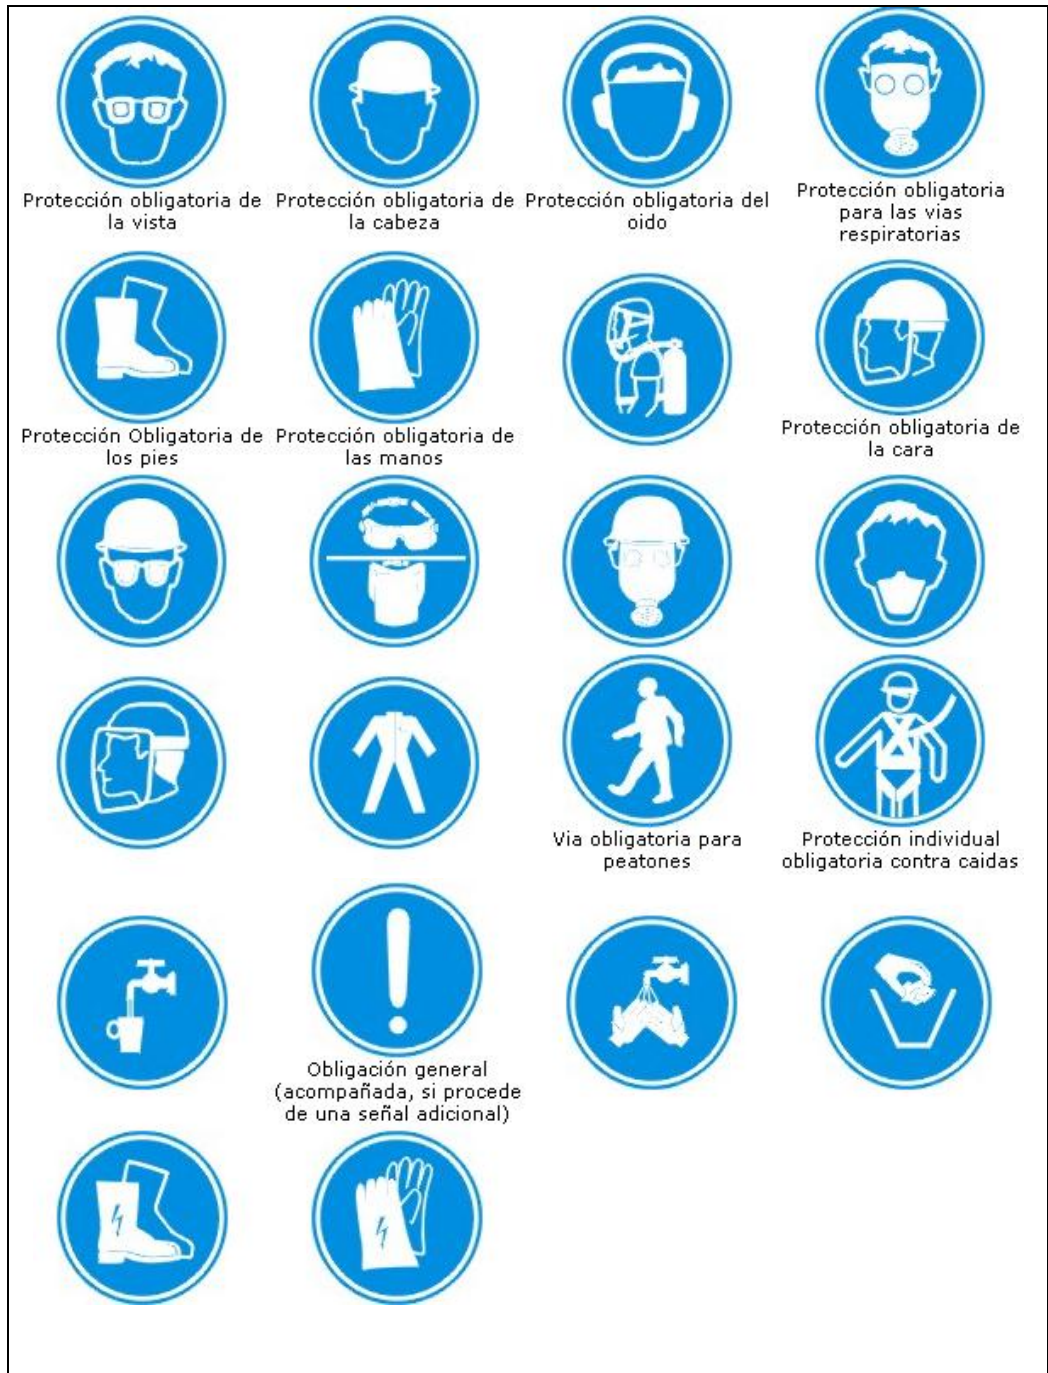 Protección obligatoria de
la vista
Protección obligatoria de
la cabeza
Protección obligatoria del
oido
Protección obligatoria
para las vias
respiratorias
Protección Obligatoria de
los pies
Protección obligatoria de
las manos
Protección obligatoria de
la cara
Via obligatoria para
peatones
Protección individual
obligatoria contra caidas
Obligación general
(acompañada, si procede
de una señal adicional)